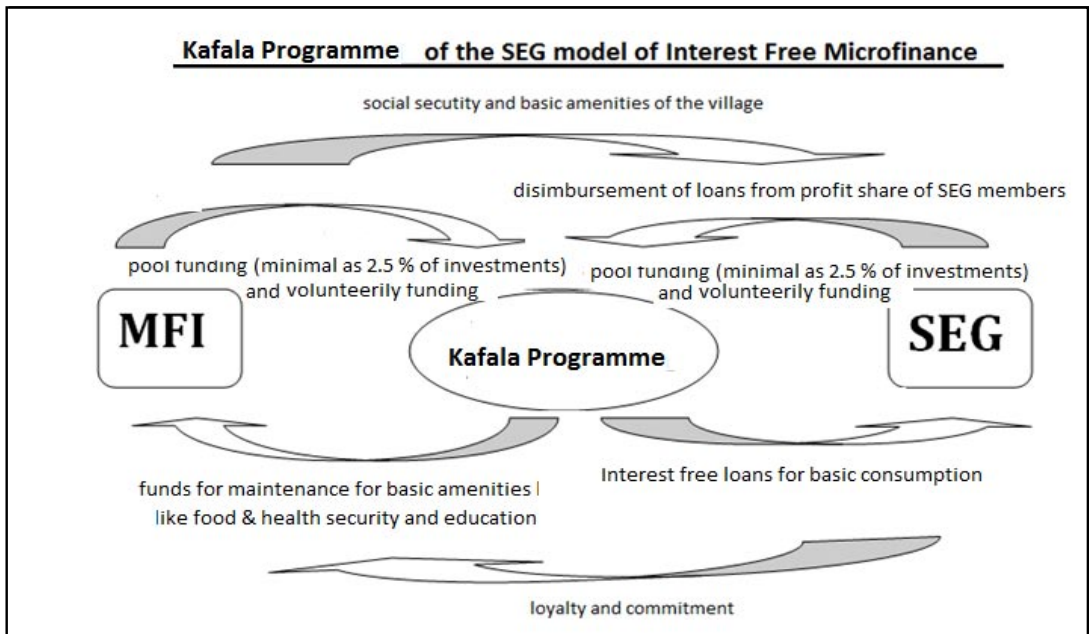 Kafala Programme of the SEG model of Interest Free Microfinance
social secutity and basic amenities of the village
disimbursement of loans from profit share of SEG members
pool funding (minimal as 2.5 % of investments)
and volunteerily funding
pool funding (minimal as 2.5 % of investments)
and volunteerily funding
MFI
Kafala Programme
SEG
funds for maintenance for basic amenities
like food & health security and education
Interest free loans for basic consumption
loyalty and commitment